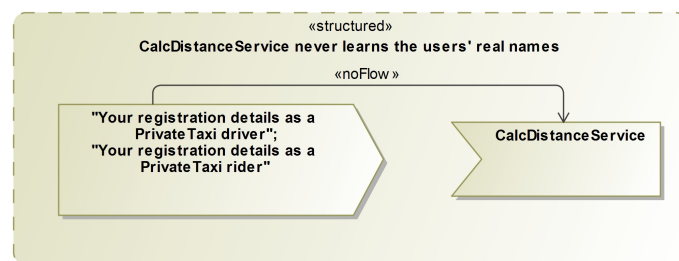 «structured»
CalcDistanceService never learns the users' real names
«noFlow »
"Your registration details as a
PrivateTaxi driver";
"Your registration details as a
PrivateTaxi rider"
CalcDistanceService